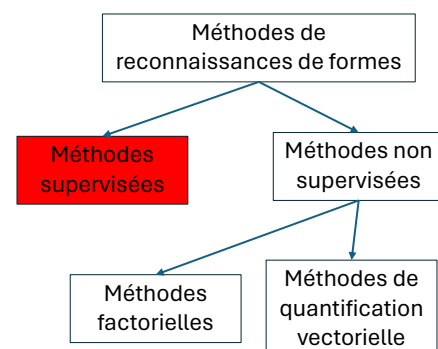 Méthodes de
reconnaissances de formes
Méthodes
supervisées
Méthodes non
supervisées
Méthodes
factorielles
Méthodes de
quantification
vectorielle